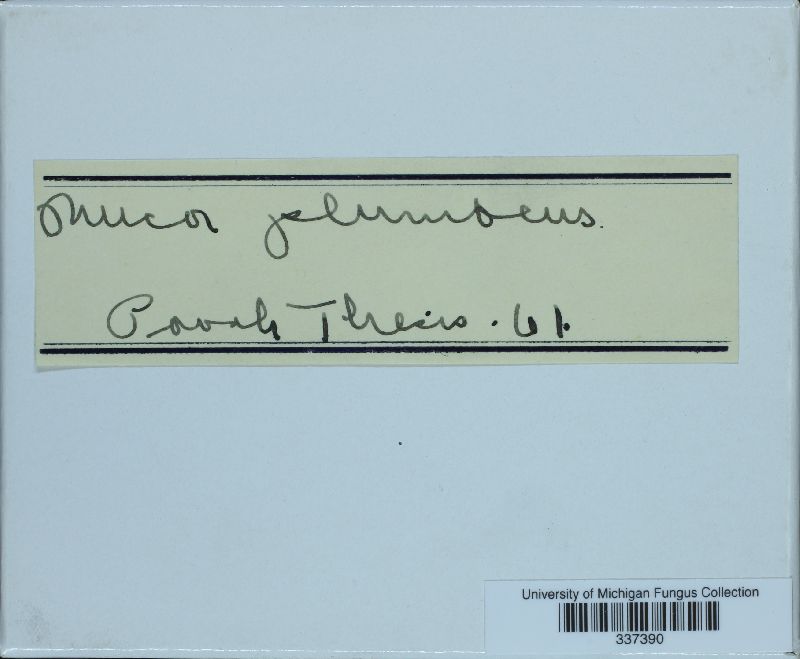 Mucor plumbeus.
Povah Thesis. 61.
University of Michigan Fungus Collection
337390